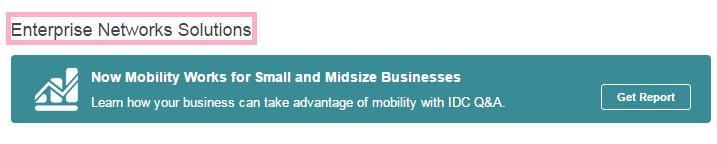 Enterprise Networks Solutions
Now Mobility Works for Small and Midsize Businesses
Learn how your business can take advantage of mobility with IDC Q&A.
Get Report